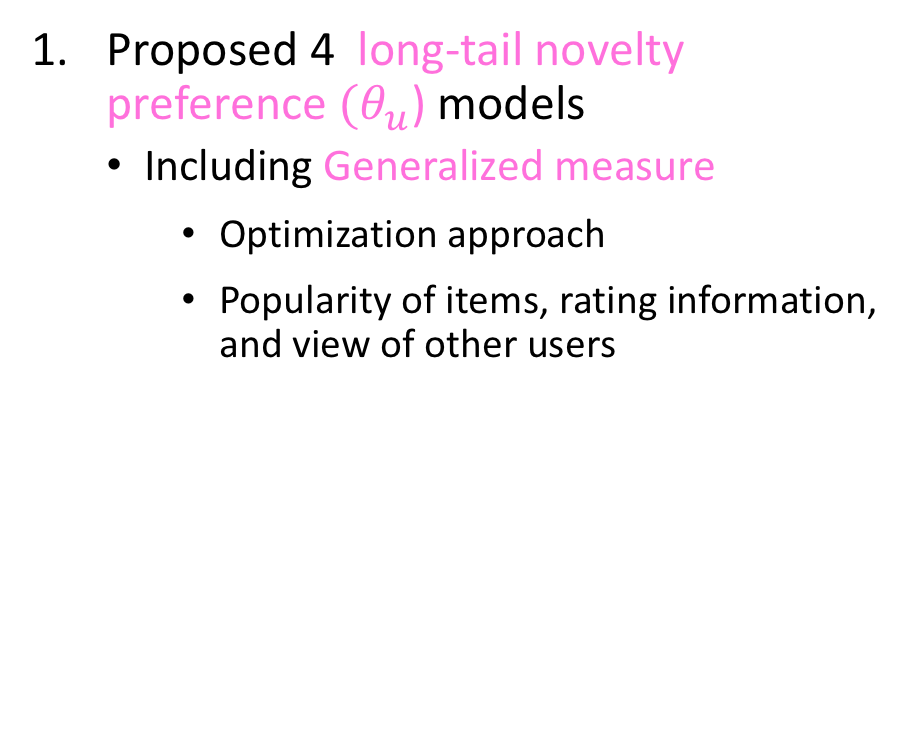 1. Proposed 4 long-tail novelty
preference (θ_u) models
• Including Generalized measure
• Optimization approach
• Popularity of items, rating information,
and view of other users